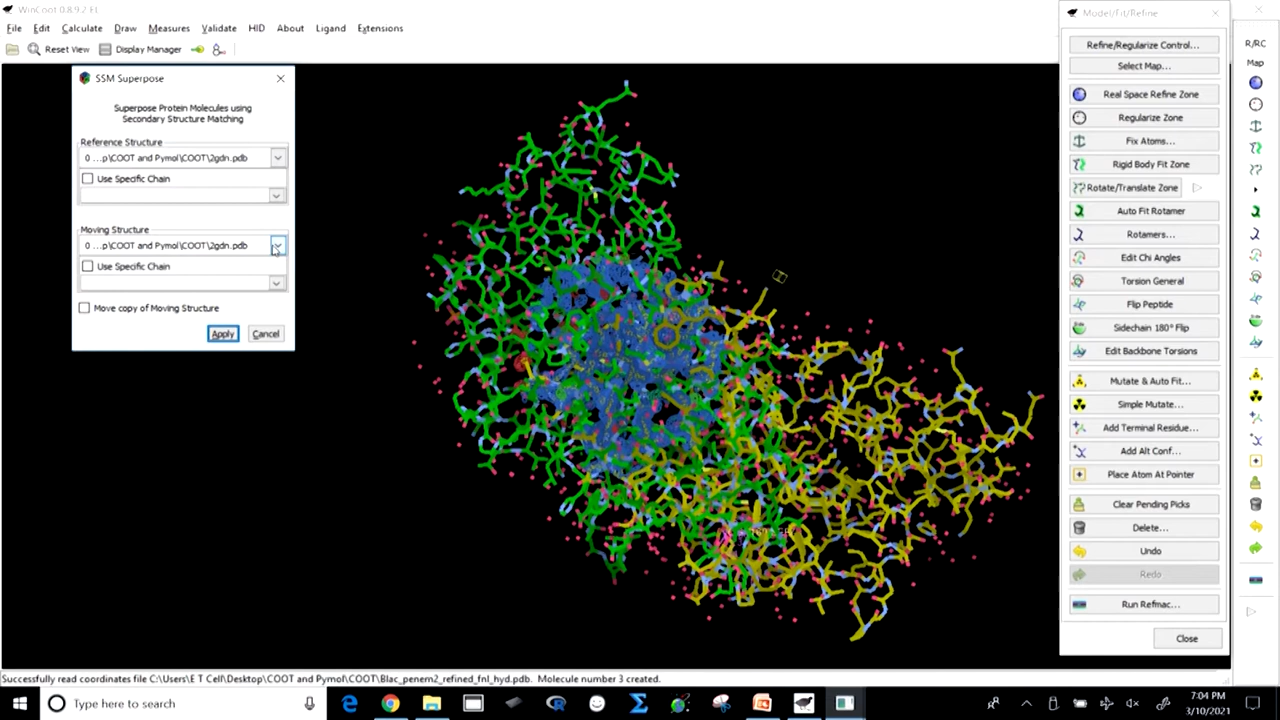 WinCoot 0.8.9.2 EL
File Edit Calculate Draw Measures Validate HID About Ligand Extensions
Reset View Display Manager
SSM Superpose
Superpose Protein Molecules using
Secondary Structure Matching
Reference Structure
0 ...p\COOT and Pymol\COOT\2gdn.pdb
Use Specific Chain
Moving Structure
0 ...p\COOT and Pymol\COOT\2gdn.pdb
Use Specific Chain
Move copy of Moving Structure
Apply Cancel
Model/Fit/Refine
Refine/Regularize Control...
Select Map...
Real Space Refine Zone
Regularize Zone
Fix Atoms...
Rigid Body Fit Zone
Rotate/Translate Zone
Auto Fit Rotamer
Rotamers...
Edit Chi Angles
Torsion General
Flip Peptide
Sidechain 180° Flip
Edit Backbone Torsions
Mutate & Auto Fit...
Simple Mutate...
Add Terminal Residue...
Add Alt Conf...
Place Atom At Pointer
Clear Pending Picks
Delete...
Undo
Redo
Run Refmac...
Close
R/RC
Map
Successfully read coordinates file C:\Users\E T Cell\Desktop\COOT and Pymol\COOT\Blac_penem2_refined_fnl_hyd.pdb. Molecule number 3 created.
Type here to search
7:04 PM
3/10/2021